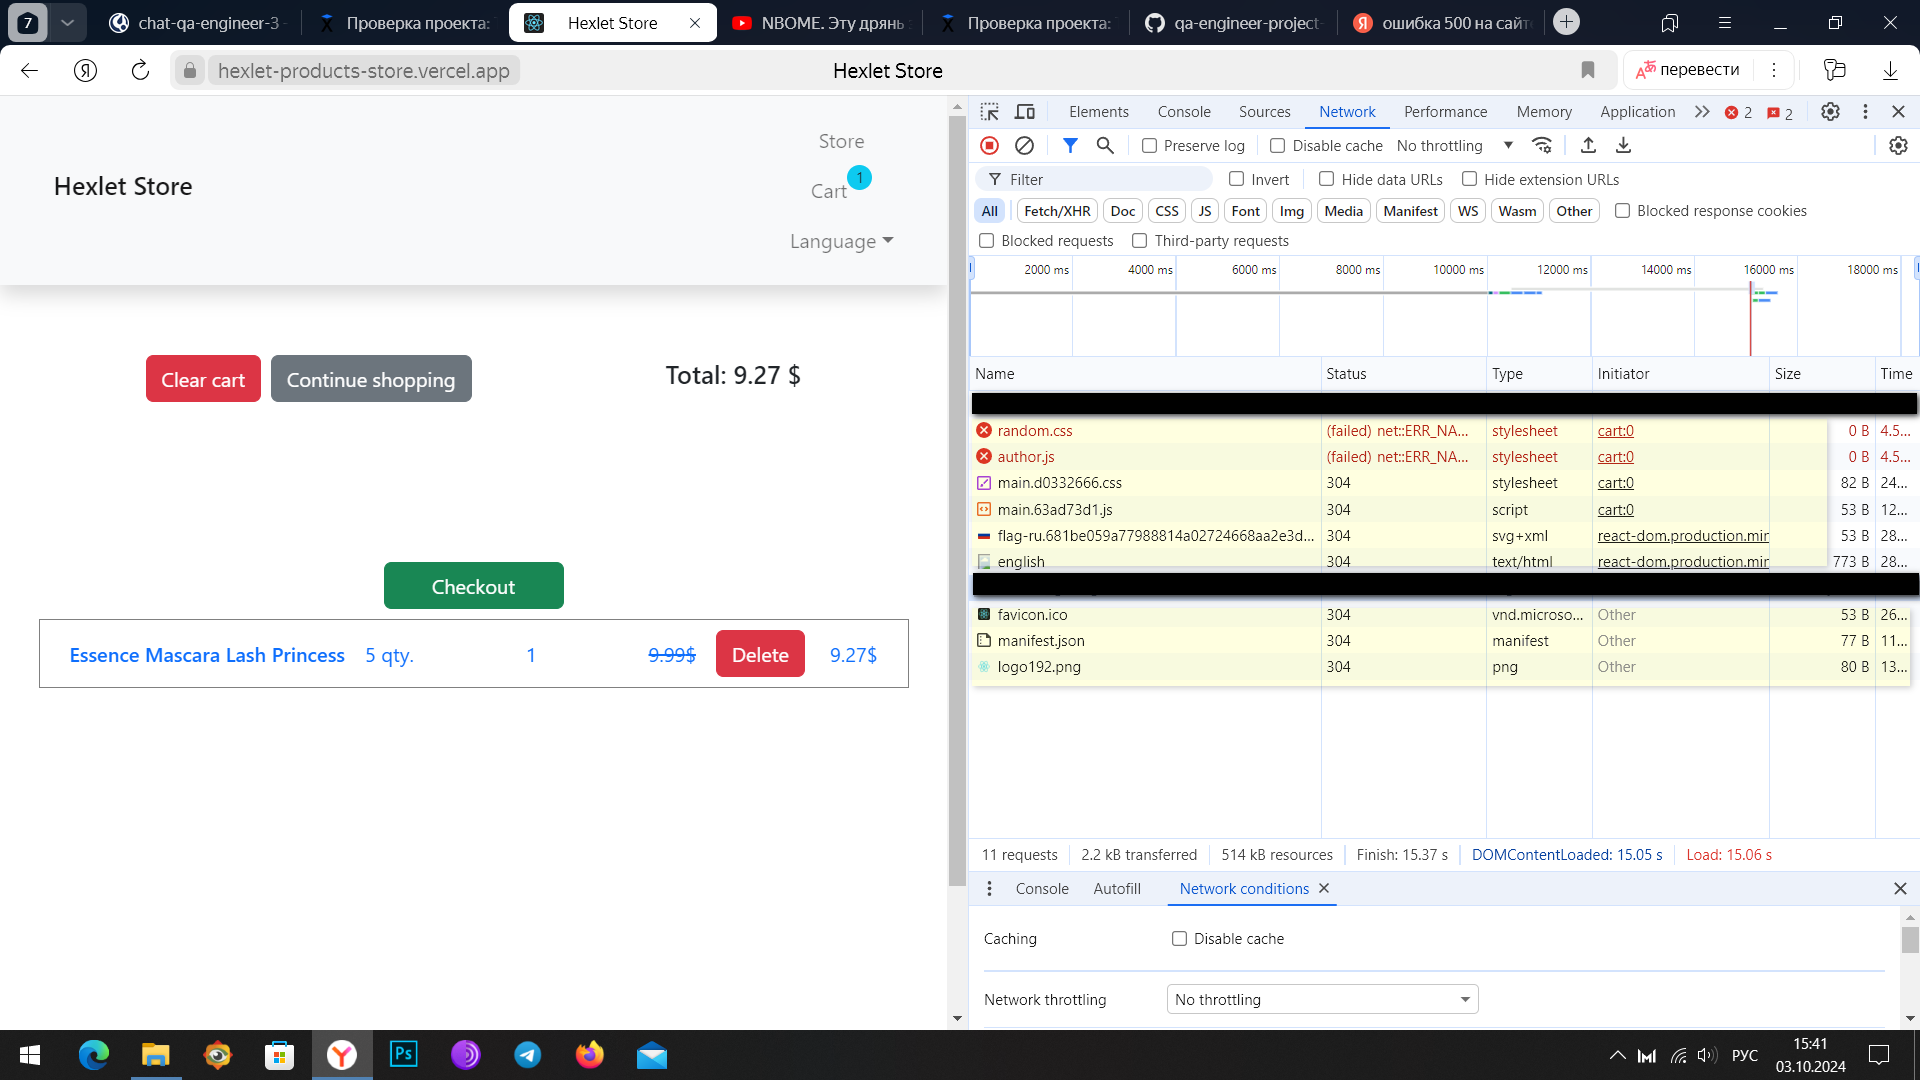 7
chat-qa-engineer-3 -
Проверка проекта:
Hexlet Store
NBOME. Эту дрянь
Проверка проекта:
qa-engineer-project-
ошибка 500 на сайте
hexlet-products-store.vercel.app
Hexlet Store
перевести
Hexlet Store
Store
Cart 1
Language
Clear cart
Continue shopping
Total: 9.27 $
Checkout
Essence Mascara Lash Princess 5 qty. 1 9.99$ Delete 9.27$
Elements Console Sources Network Performance Memory Application 2 2
Preserve log Disable cache No throttling
Filter Invert Hide data URLs Hide extension URLs
All Fetch/XHR Doc CSS JS Font Img Media Manifest WS Wasm Other Blocked response cookies
Blocked requests Third-party requests
2000 ms 4000 ms 6000 ms 8000 ms 10000 ms 12000 ms 14000 ms 16000 ms 18000 ms
Name Status Type Initiator Size Time
random.css (failed) net::ERR_NA... stylesheet cart:0 0 B 4.5...
author.js (failed) net::ERR_NA... stylesheet cart:0 0 B 4.5...
main.d0332666.css 304 stylesheet cart:0 82 B 24...
main.63ad73d1.js 304 script cart:0 53 B 12...
flag-ru.681be059a77988814a02724668aa2e3d... 304 svg+xml react-dom.production.min 53 B 28...
english 304 text/html react-dom.production.min 773 B 28...
favicon.ico 304 vnd.microso... Other 53 B 26...
manifest.json 304 manifest Other 77 B 11...
logo192.png 304 png Other 80 B 13...
11 requests 2.2 kB transferred 514 kB resources Finish: 15.37 s DOMContentLoaded: 15.05 s Load: 15.06 s
Console Autofill Network conditions
Caching Disable cache
Network throttling No throttling
Ps
РУС
15:41
03.10.2024